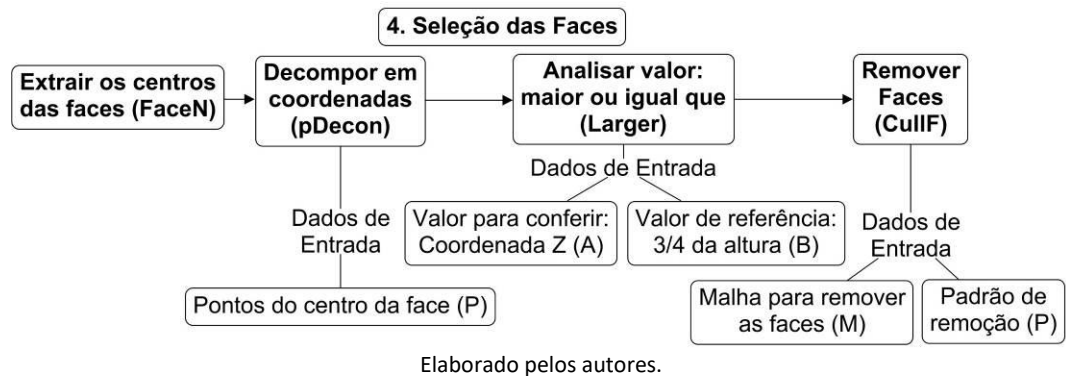 4. Seleção das Faces
Extrair os centros
das faces (FaceN)
Decompor em
coordenadas
(pDecon)
Analisar valor:
maior ou igual que
(Larger)
Remover
Faces
(CullF)
Dados de
Entrada
Pontos do centro da face (P)
Dados de Entrada
Valor para conferir:
Coordenada Z (A)
Valor de referência:
3/4 da altura (B)
Dados de
Entrada
Malha para remover
as faces (M)
Padrão de
remoção (P)
Elaborado pelos autores.